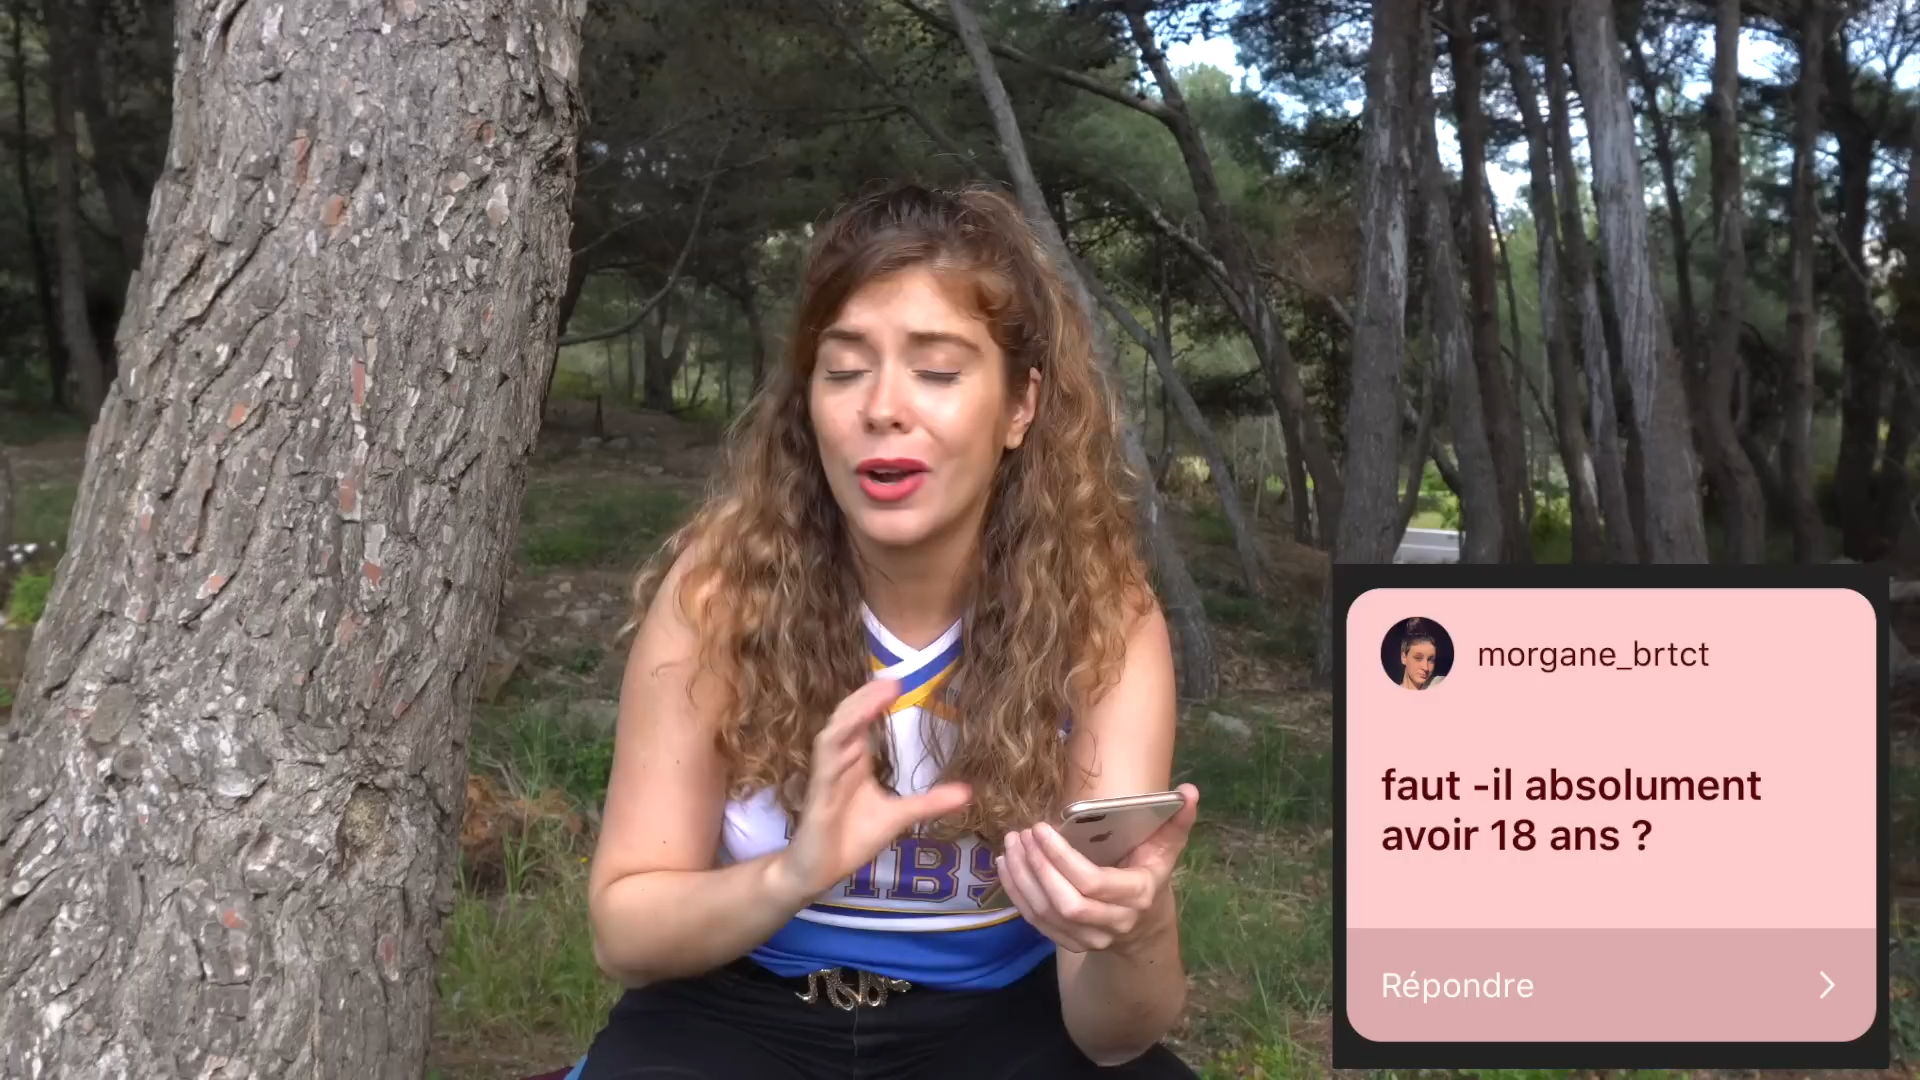 morgane_brtct
faut -il absolument
avoir 18 ans ?
Répondre